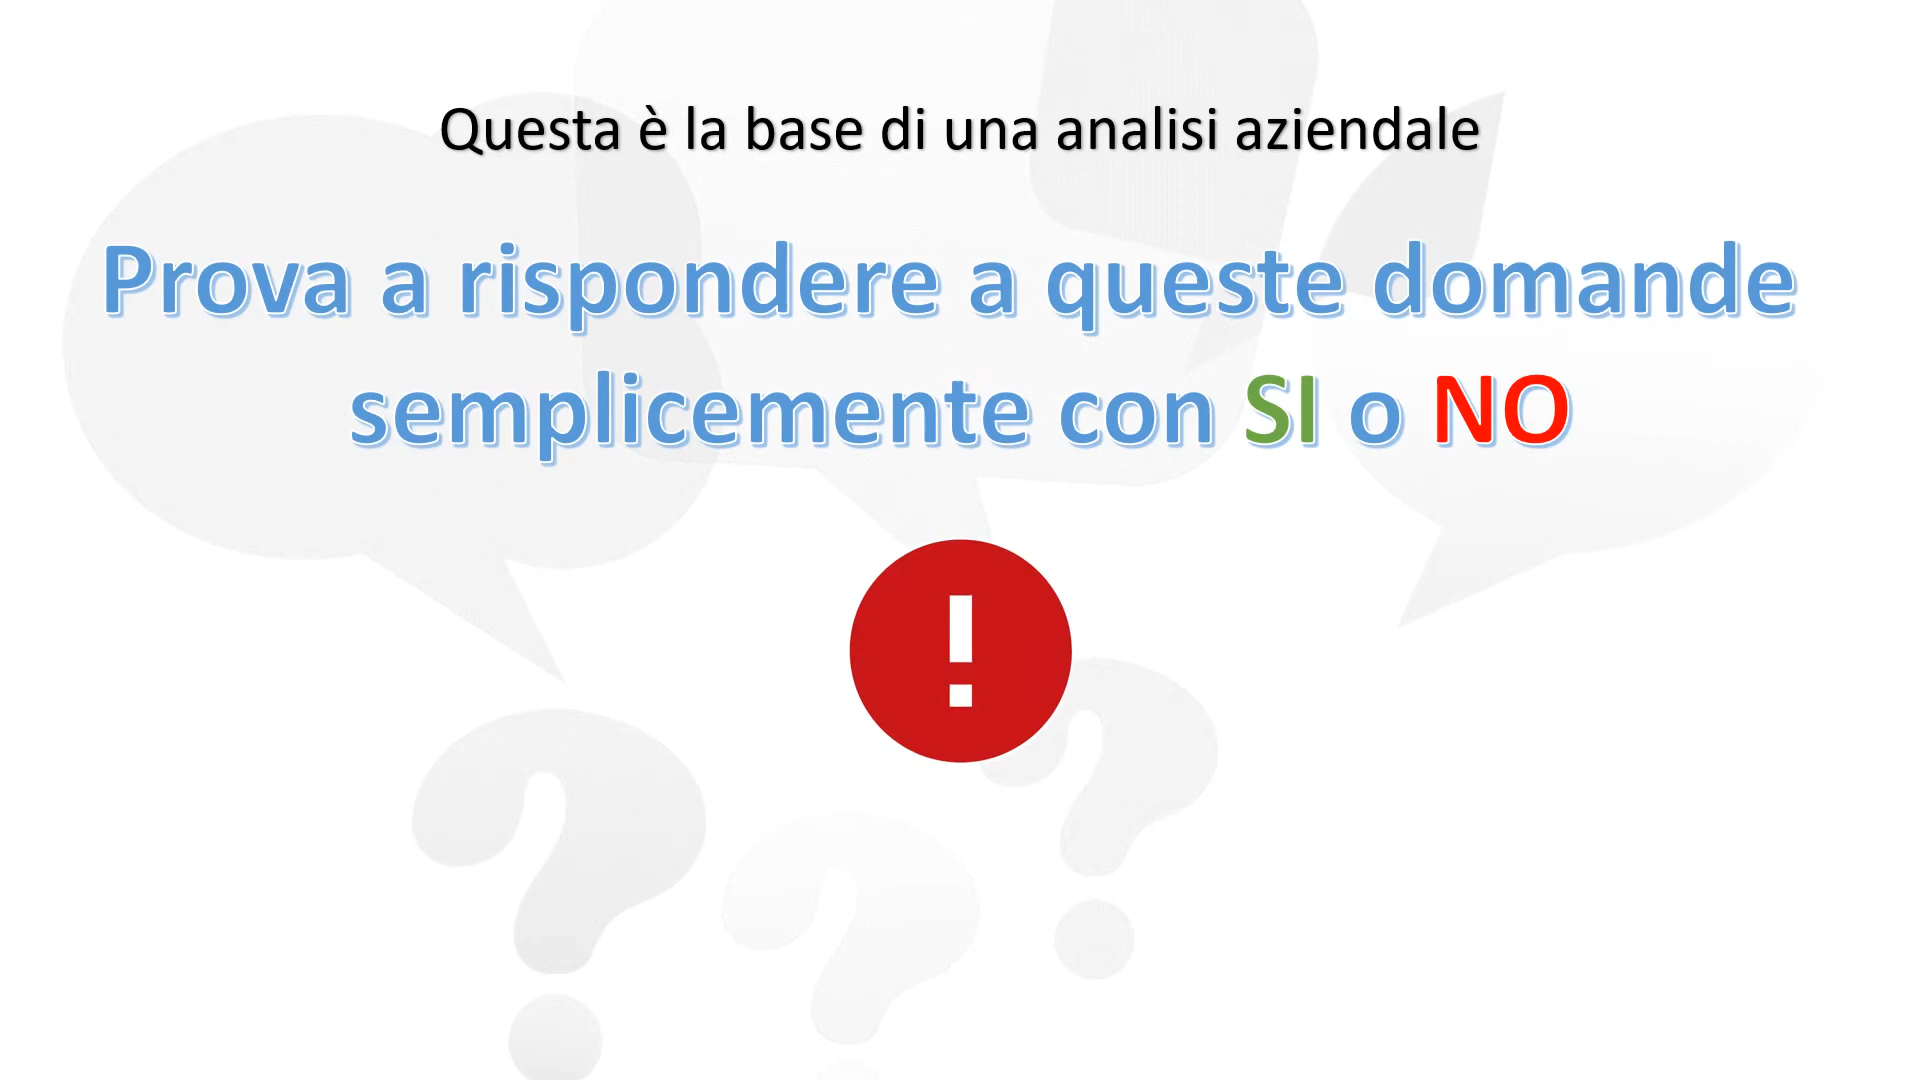 Questa è la base di una analisi aziendale
Prova a rispondere a queste domande
semplicemente con SI o NO
!